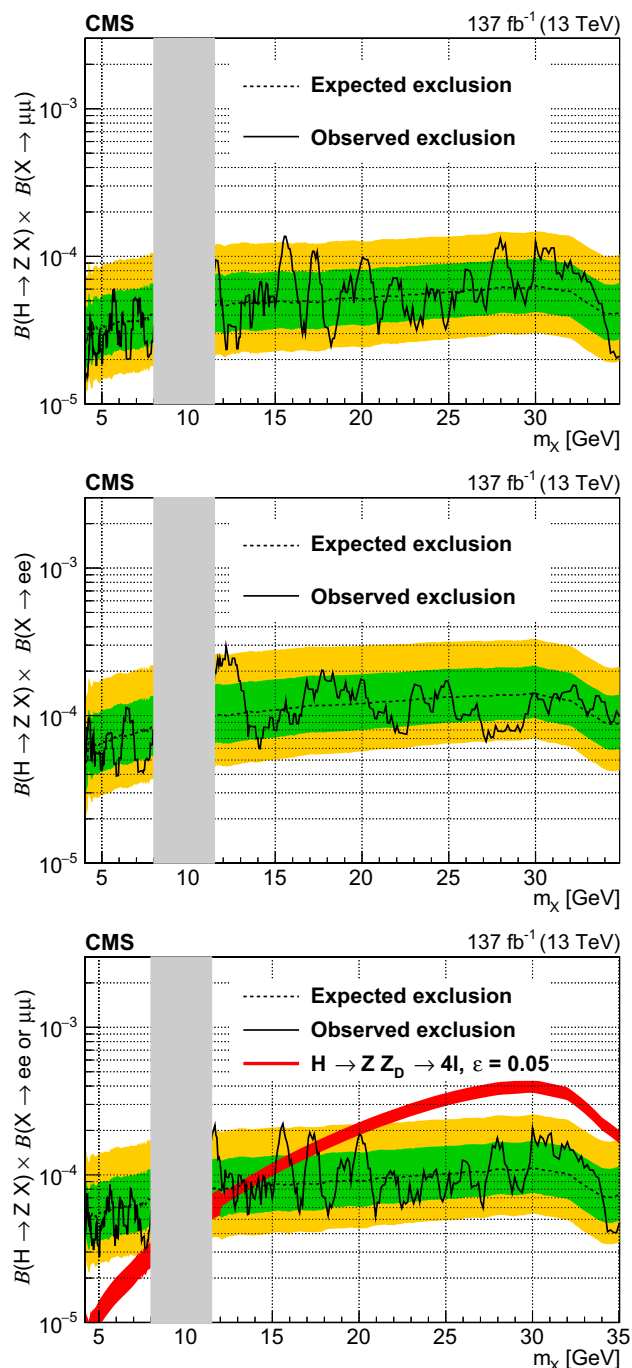 CMS 137 fb⁻¹ (13 TeV)
Expected exclusion
Observed exclusion
B(H → Z X) × B(X → μμ)
10⁻³
10⁻⁴
10⁻⁵
5 10 15 20 25 30
m_X [GeV]
CMS 137 fb⁻¹ (13 TeV)
Expected exclusion
Observed exclusion
B(H → Z X) × B(X → ee)
10⁻³
10⁻⁴
10⁻⁵
5 10 15 20 25 30
m_X [GeV]
CMS 137 fb⁻¹ (13 TeV)
Expected exclusion
Observed exclusion
H → Z Z_D → 4l, ε = 0.05
B(H → Z X) × B(X → ee or μμ)
10⁻³
10⁻⁴
10⁻⁵
5 10 15 20 25 30 35
m_X [GeV]